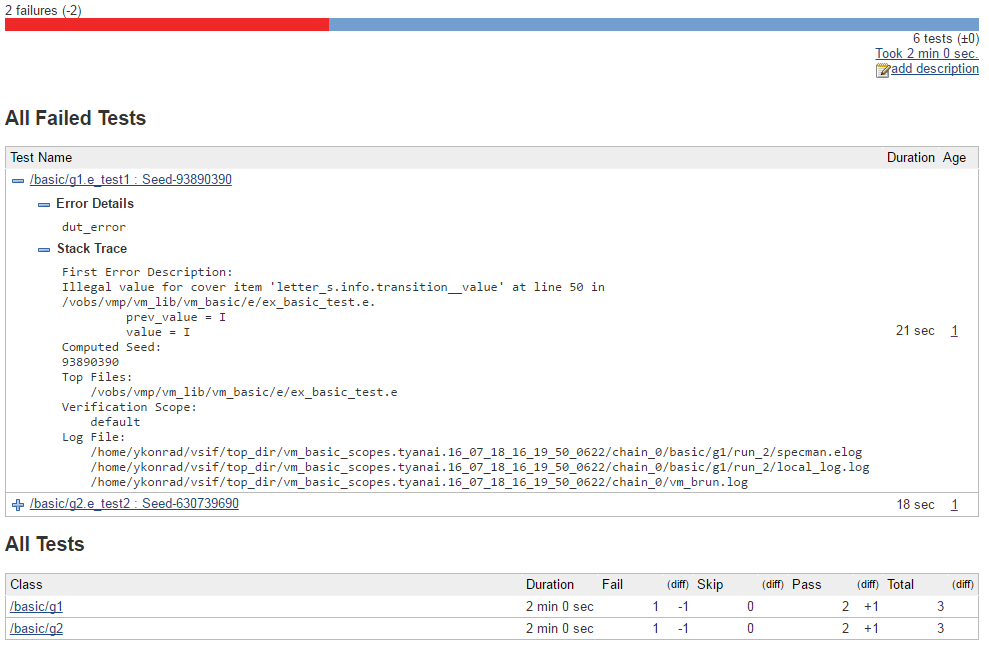 2 failures (-2)
6 tests (±0)
Took 2 min 0 sec.
add description
All Failed Tests
Test Name Duration Age
/basic/g1.e_test1 : Seed-93890390
Error Details
dut_error
Stack Trace
First Error Description:
Illegal value for cover item 'letter_s.info.transition__value' at line 50 in
/vobs/vmp/vm_lib/vm_basic/e/ex_basic_test.e.
prev_value = I
value = I
21 sec 1
Computed Seed:
93890390
Top Files:
/vobs/vmp/vm_lib/vm_basic/e/ex_basic_test.e
Verification Scope:
default
Log File:
/home/ykonrad/vsif/top_dir/vm_basic_scopes.tyanai.16_07_18_16_19_50_0622/chain_0/basic/g1/run_2/specman.elog
/home/ykonrad/vsif/top_dir/vm_basic_scopes.tyanai.16_07_18_16_19_50_0622/chain_0/basic/g1/run_2/local_log.log
/home/ykonrad/vsif/top_dir/vm_basic_scopes.tyanai.16_07_18_16_19_50_0622/chain_0/vm_brun.log
/basic/g2.e_test2 : Seed-630739690 18 sec 1
All Tests
Class Duration Fail (diff) Skip (diff) Pass (diff) Total (diff)
/basic/g1 2 min 0 sec 1 -1 0 2 +1 3
/basic/g2 2 min 0 sec 1 -1 0 2 +1 3